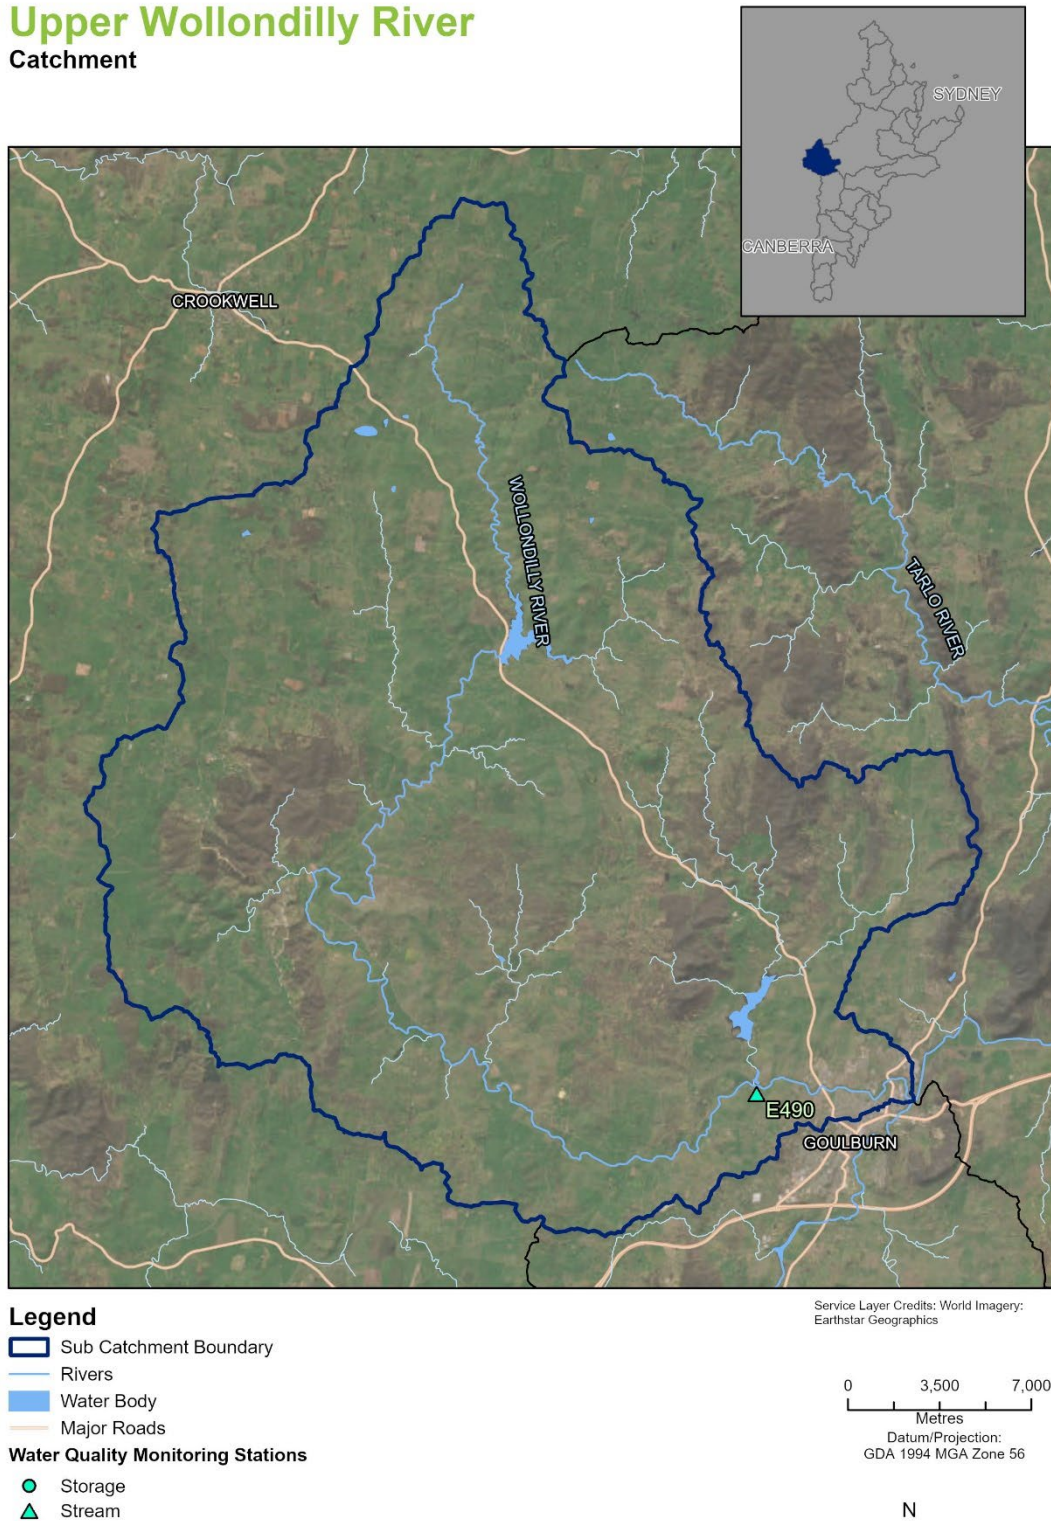 Upper Wollondilly River
Catchment
SYDNEY
CANBERRA
CROOKWELL
WOLLONDILLY RIVER
TARLO RIVER
E490
GOULBURN
Legend
Sub Catchment Boundary
Rivers
Water Body
Major Roads
Water Quality Monitoring Stations
Storage
Stream
Service Layer Credits: World Imagery:
Earthstar Geographics
0 3,500 7,000
Metres
Datum/Projection:
GDA 1994 MGA Zone 56
N